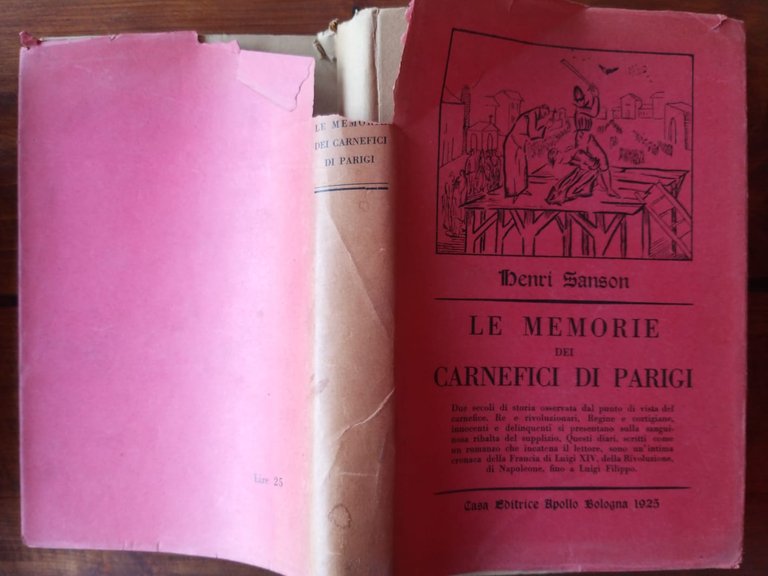 LE MEMORIE
DEI CARNEFICI
DI PARIGI
Lire 25
Henri Sanson
LE MEMORIE
DEI
CARNEFICI DI PARIGI
Due secoli di storia osservata dal punto di vista del
carnefice. Re e rivoluzionari, Regine e cortigiane,
innocenti e delinquenti si presentano sulla sangui-
nosa ribalta del supplizio. Questi diari, scritti come
un romanzo che incatena il lettore, sono un'intima
cronaca della Francia di Luigi XIV, della Rivoluzione,
di Napoleone, fino a Luigi Filippo.
Casa Editrice Apollo Bologna 1925